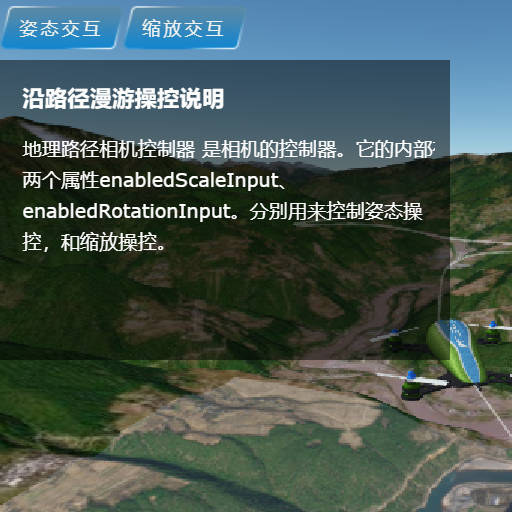 姿态交互 缩放交互
沿路径漫游操控说明
地理路径相机控制器 是相机的控制器。它的内部
两个属性enabledScaleInput、
enabledRotationInput。分别用来控制姿态操
控，和缩放操控。